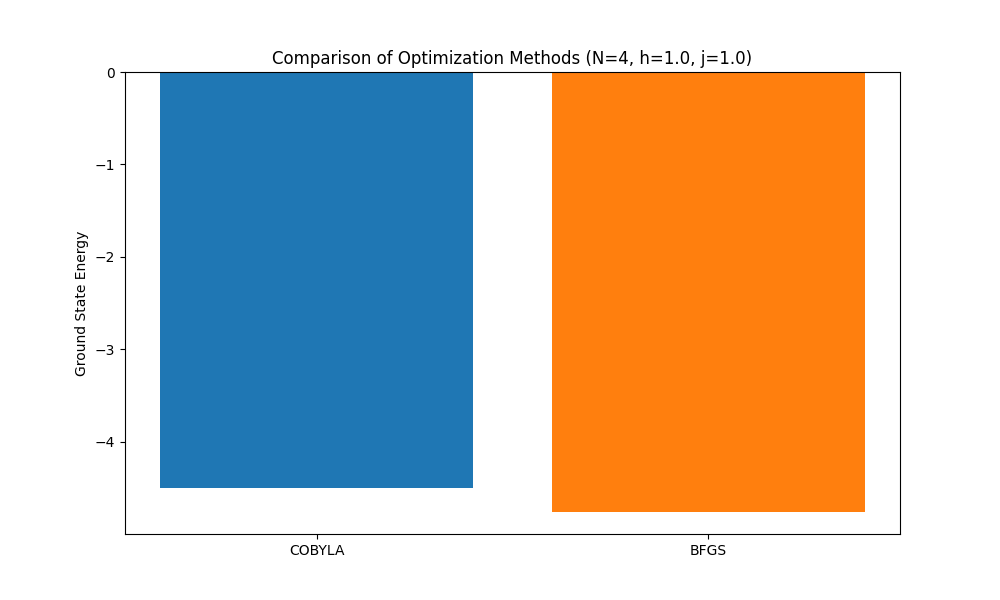 Comparison of Optimization Methods (N=4, h=1.0, j=1.0)
Ground State Energy
0
−1
−2
−3
−4
COBYLA
BFGS